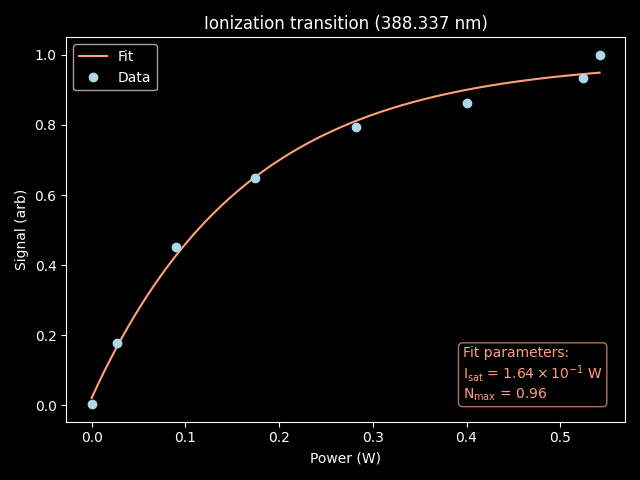 Ionization transition (388.337 nm)
Fit
Data
1.0
0.8
0.6
0.4
0.2
0.0
Signal (arb)
Fit parameters:
I_sat = 1.64 × 10⁻¹ W
N_max = 0.96
0.0 0.1 0.2 0.3 0.4 0.5
Power (W)